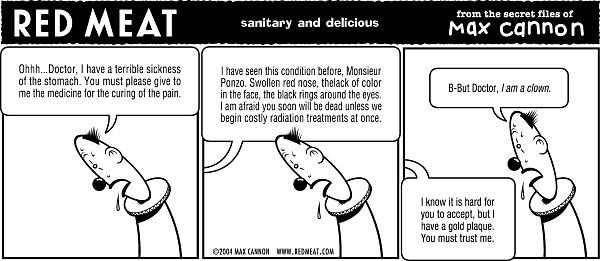 RED MEAT
sanitary and delicious
from the secret files of
Max cannon
Ohhh...Doctor, I have a terrible sickness
of the stomach. You must please give to
me the medicine for the curing of the pain.
I have seen this condition before, Monsieur
Ponzo. Swollen red nose, thelack of color
in the face, the black rings around the eyes.
I am afraid you soon will be dead unless we
begin costly radiation treatments at once.
©2004 MAX CANNON WWW.REDMEAT.COM
B-But Doctor, I am a clown.
I know it is hard for
you to accept, but I
have a gold plaque.
You must trust me.